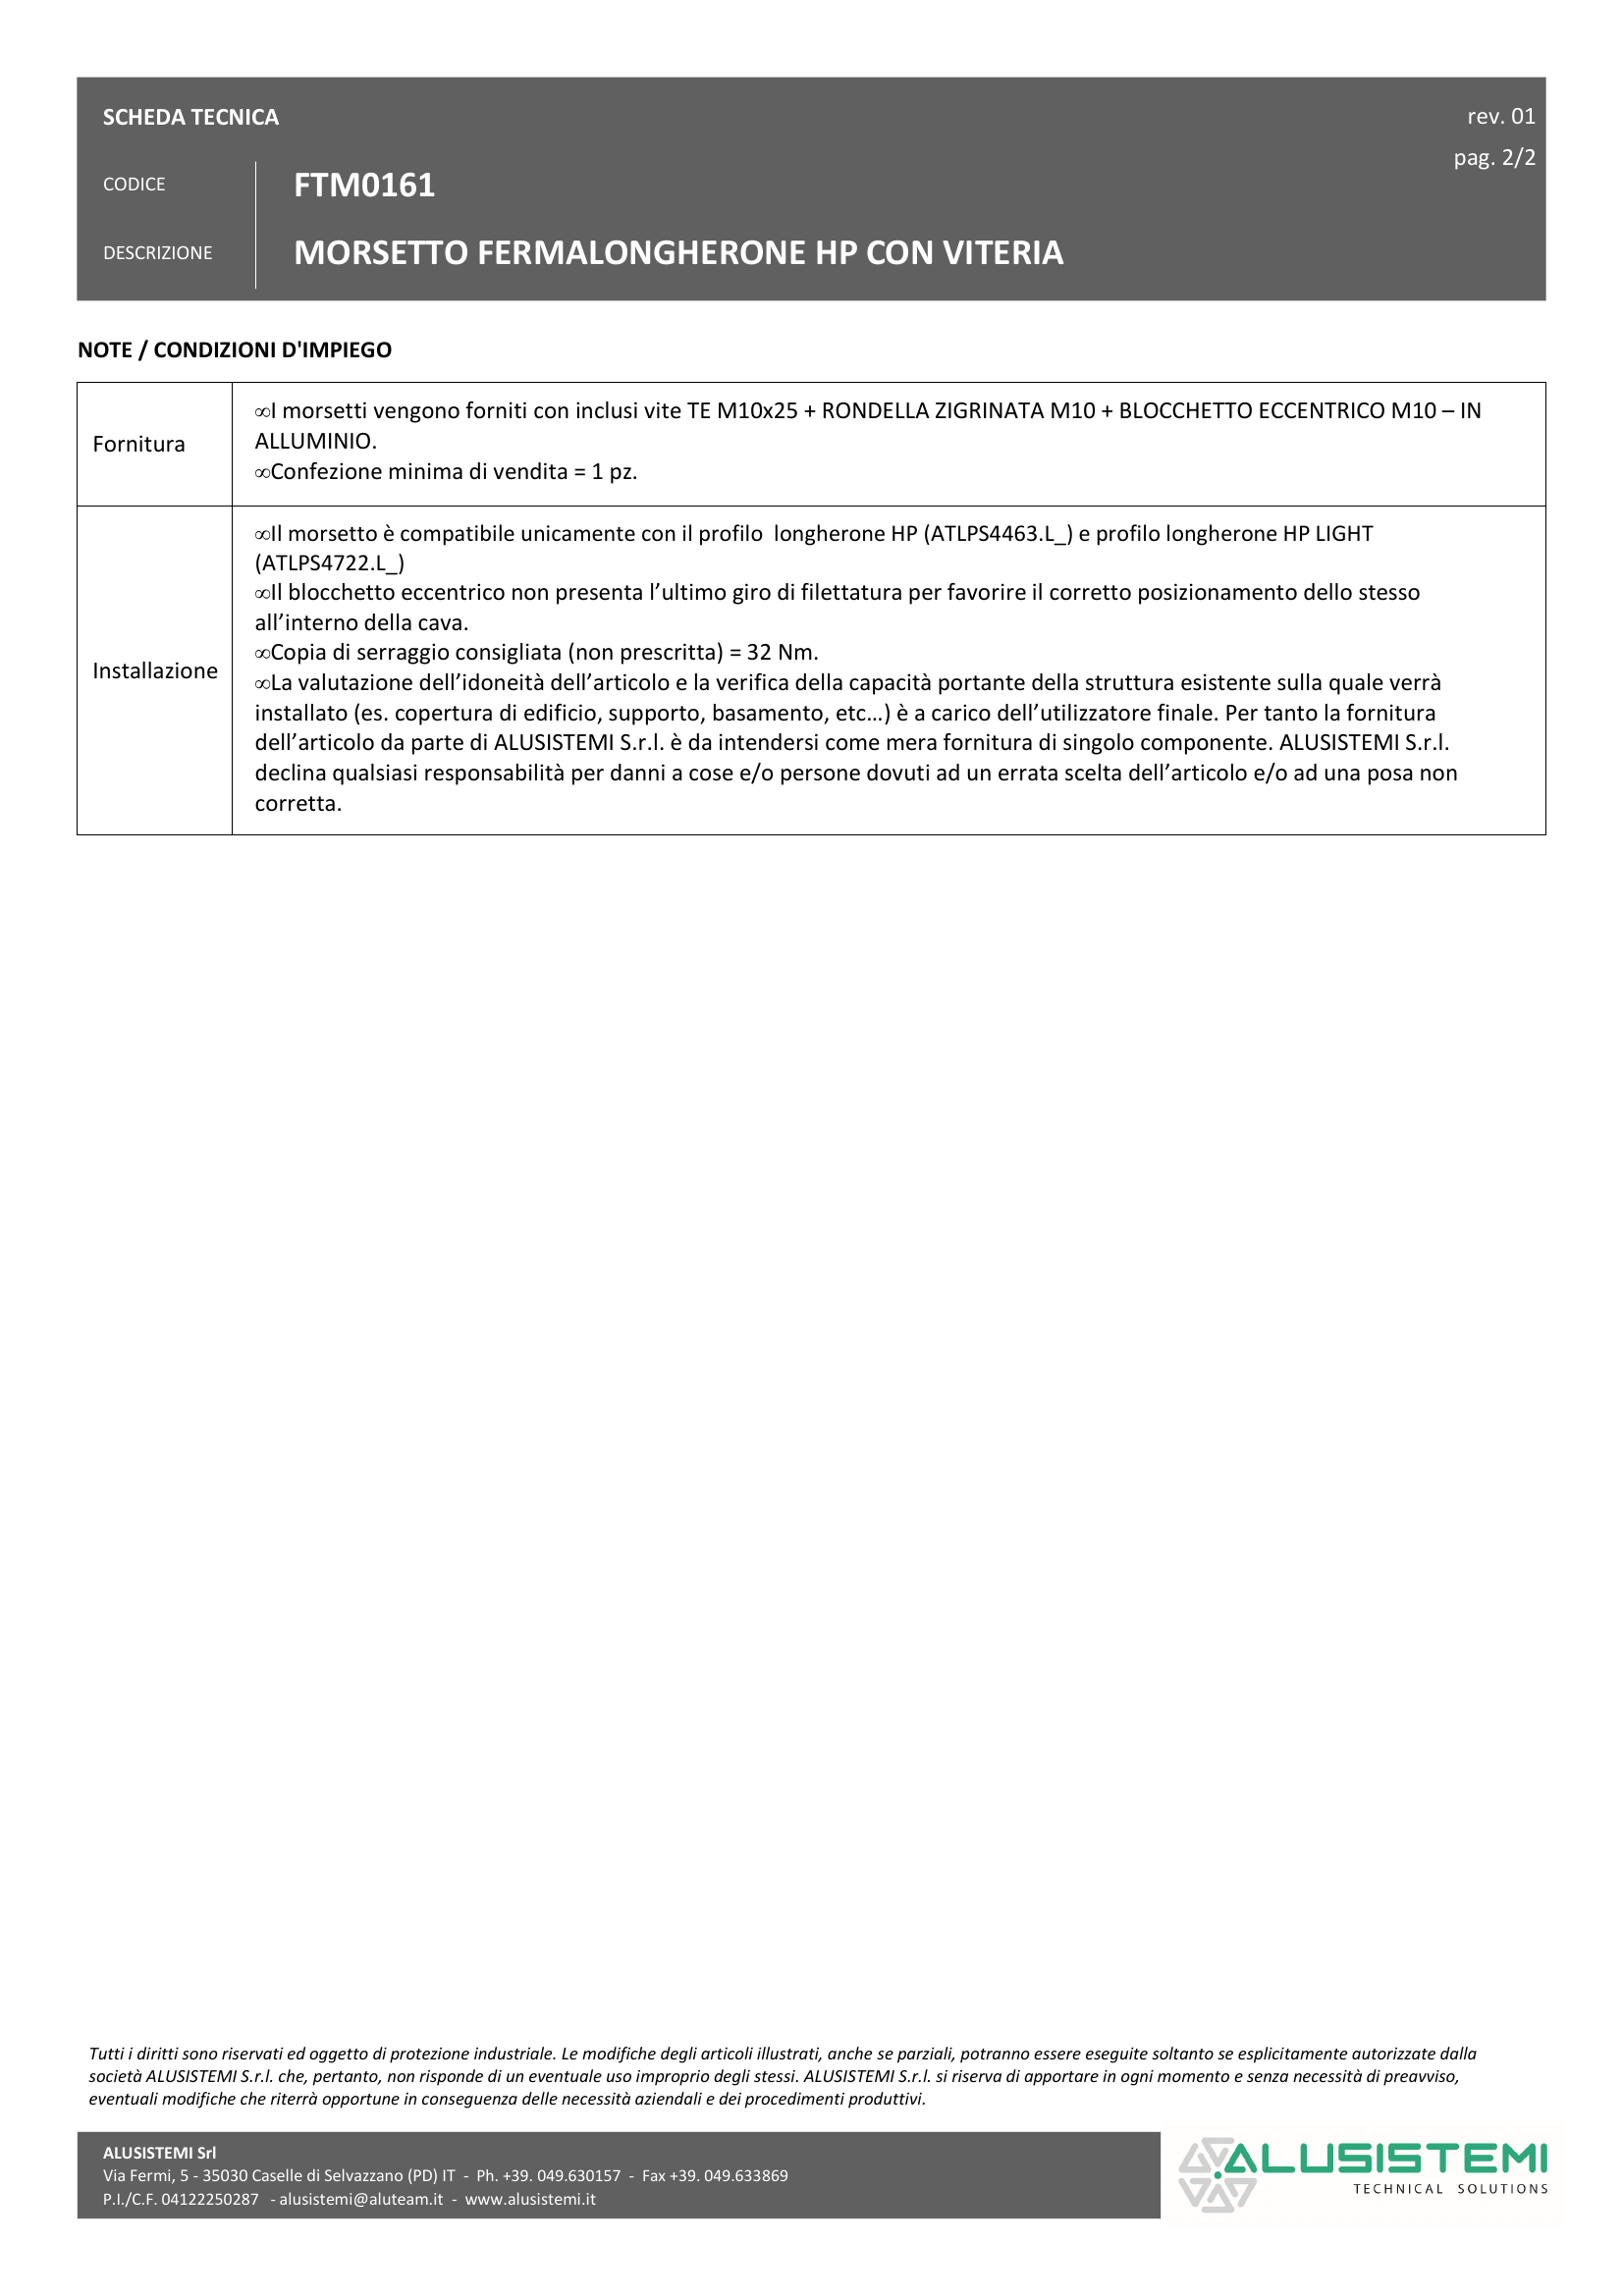 SCHEDA TECNICA
rev. 01
pag. 2/2
CODICE
FTM0161
DESCRIZIONE
MORSETTO FERMALONGHERONE HP CON VITERIA
NOTE / CONDIZIONI D'IMPIEGO
Fornitura
∞I morsetti vengono forniti con inclusi vite TE M10x25 + RONDELLA ZIGRINATA M10 + BLOCCHETTO ECCENTRICO M10 – IN
ALLUMINIO.
∞Confezione minima di vendita = 1 pz.
Installazione
∞Il morsetto è compatibile unicamente con il profilo  longherone HP (ATLPS4463.L_) e profilo longherone HP LIGHT
(ATLPS4722.L_)
∞Il blocchetto eccentrico non presenta l’ultimo giro di filettatura per favorire il corretto posizionamento dello stesso
all’interno della cava.
∞Copia di serraggio consigliata (non prescritta) = 32 Nm.
∞La valutazione dell’idoneità dell’articolo e la verifica della capacità portante della struttura esistente sulla quale verrà
installato (es. copertura di edificio, supporto, basamento, etc…) è a carico dell’utilizzatore finale. Per tanto la fornitura
dell’articolo da parte di ALUSISTEMI S.r.l. è da intendersi come mera fornitura di singolo componente. ALUSISTEMI S.r.l.
declina qualsiasi responsabilità per danni a cose e/o persone dovuti ad un errata scelta dell’articolo e/o ad una posa non
corretta.
Tutti i diritti sono riservati ed oggetto di protezione industriale. Le modifiche degli articoli illustrati, anche se parziali, potranno essere eseguite soltanto se esplicitamente autorizzate dalla
società ALUSISTEMI S.r.l. che, pertanto, non risponde di un eventuale uso improprio degli stessi. ALUSISTEMI S.r.l. si riserva di apportare in ogni momento e senza necessità di preavviso,
eventuali modifiche che riterrà opportune in conseguenza delle necessità aziendali e dei procedimenti produttivi.
ALUSISTEMI Srl
Via Fermi, 5 - 35030 Caselle di Selvazzano (PD) IT  -  Ph. +39. 049.630157  -  Fax +39. 049.633869
P.I./C.F. 04122250287   - alusistemi@aluteam.it  -  www.alusistemi.it
ALUSISTEMI
TECHNICAL SOLUTIONS